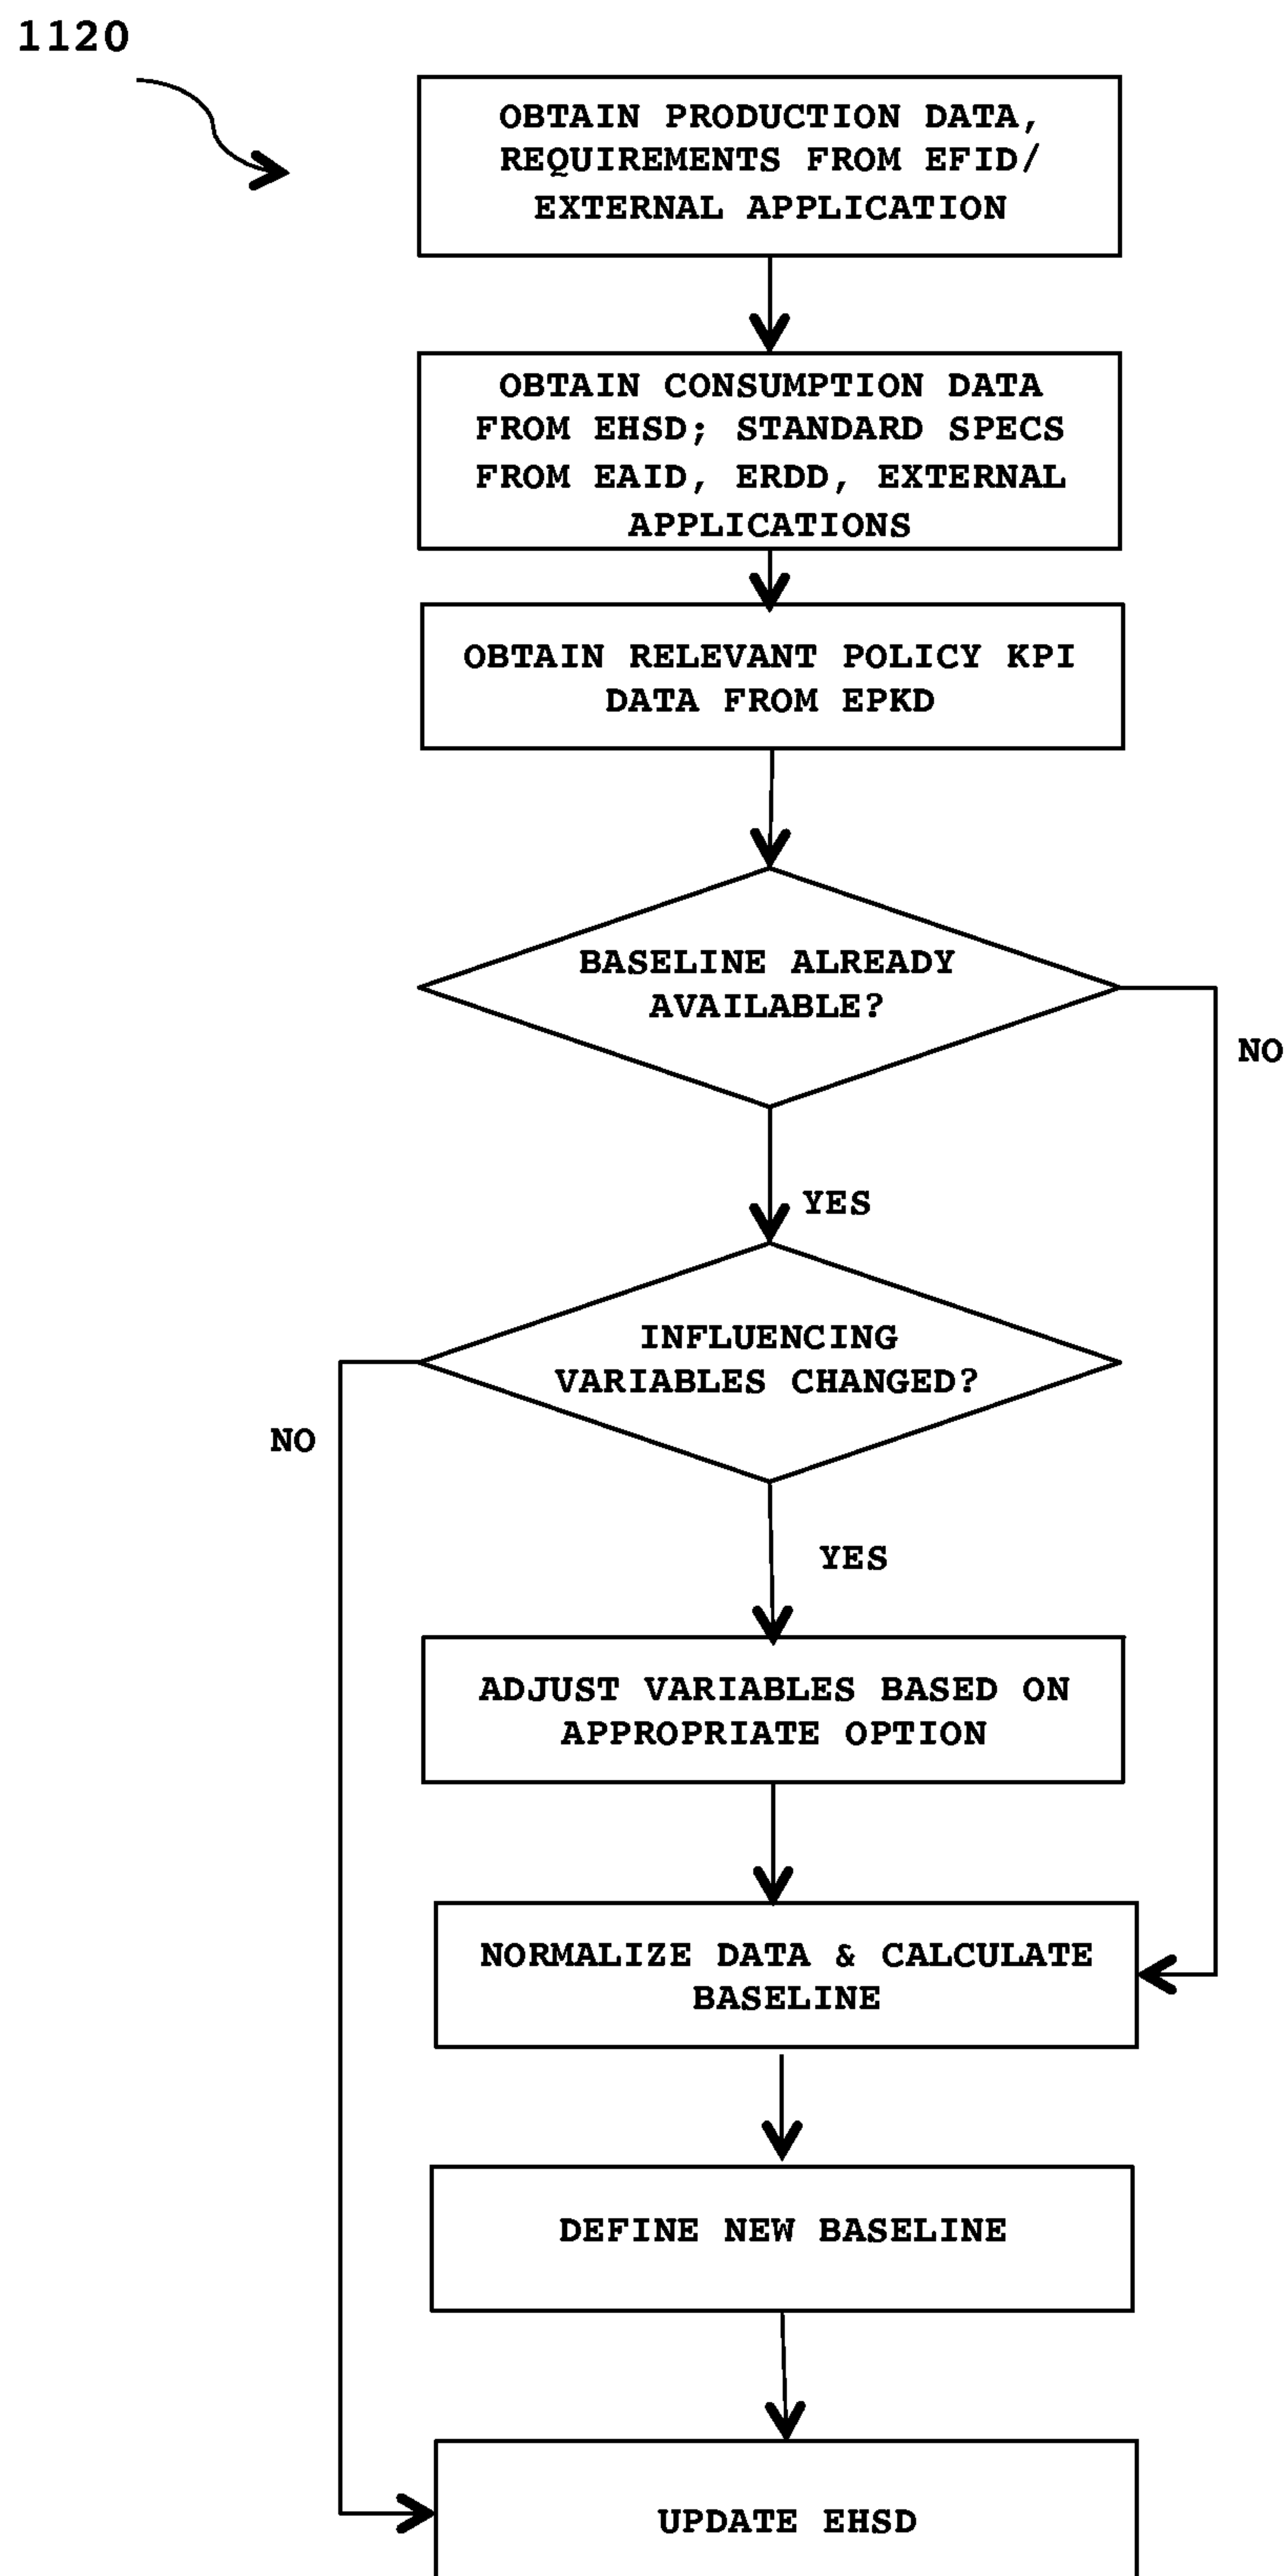 1120
OBTAIN PRODUCTION DATA,
REQUIREMENTS FROM EFID/
EXTERNAL APPLICATION
OBTAIN CONSUMPTION DATA
FROM EHSD; STANDARD SPECS
FROM EAID, ERDD, EXTERNAL
APPLICATIONS
OBTAIN RELEVANT POLICY KPI
DATA FROM EPKD
BASELINE ALREADY
AVAILABLE?
NO
YES
INFLUENCING
VARIABLES CHANGED?
NO
YES
ADJUST VARIABLES BASED ON
APPROPRIATE OPTION
NORMALIZE DATA & CALCULATE
BASELINE
DEFINE NEW BASELINE
UPDATE EHSD